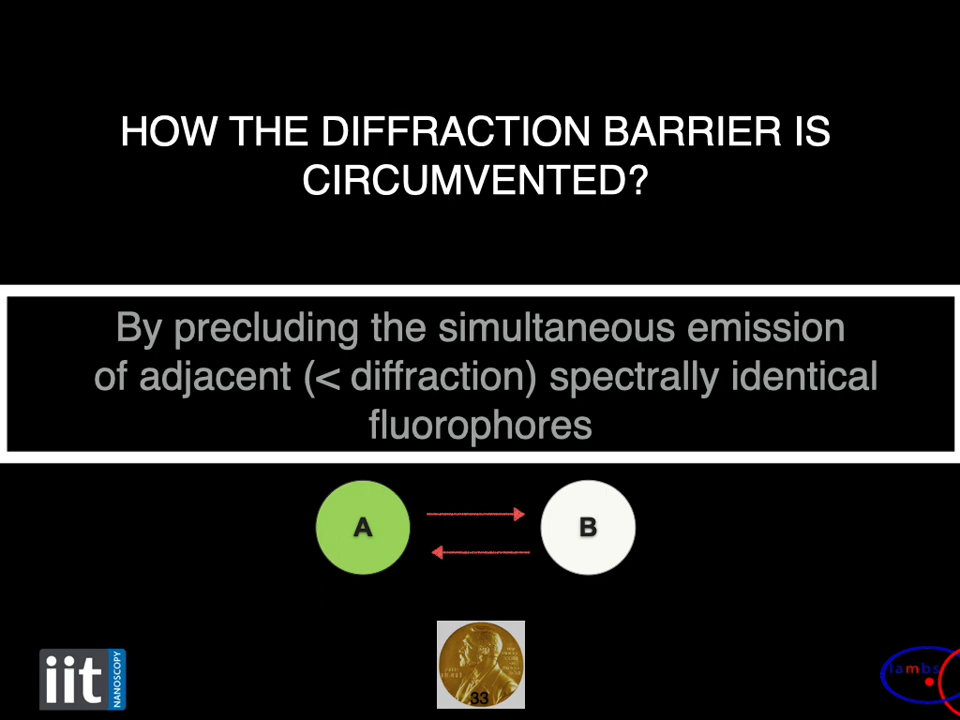 HOW THE DIFFRACTION BARRIER IS
CIRCUMVENTED?
By precluding the simultaneous emission
of adjacent (< diffraction) spectrally identical
fluorophores
A
B
iit
NANOSCOPY
33
iambs